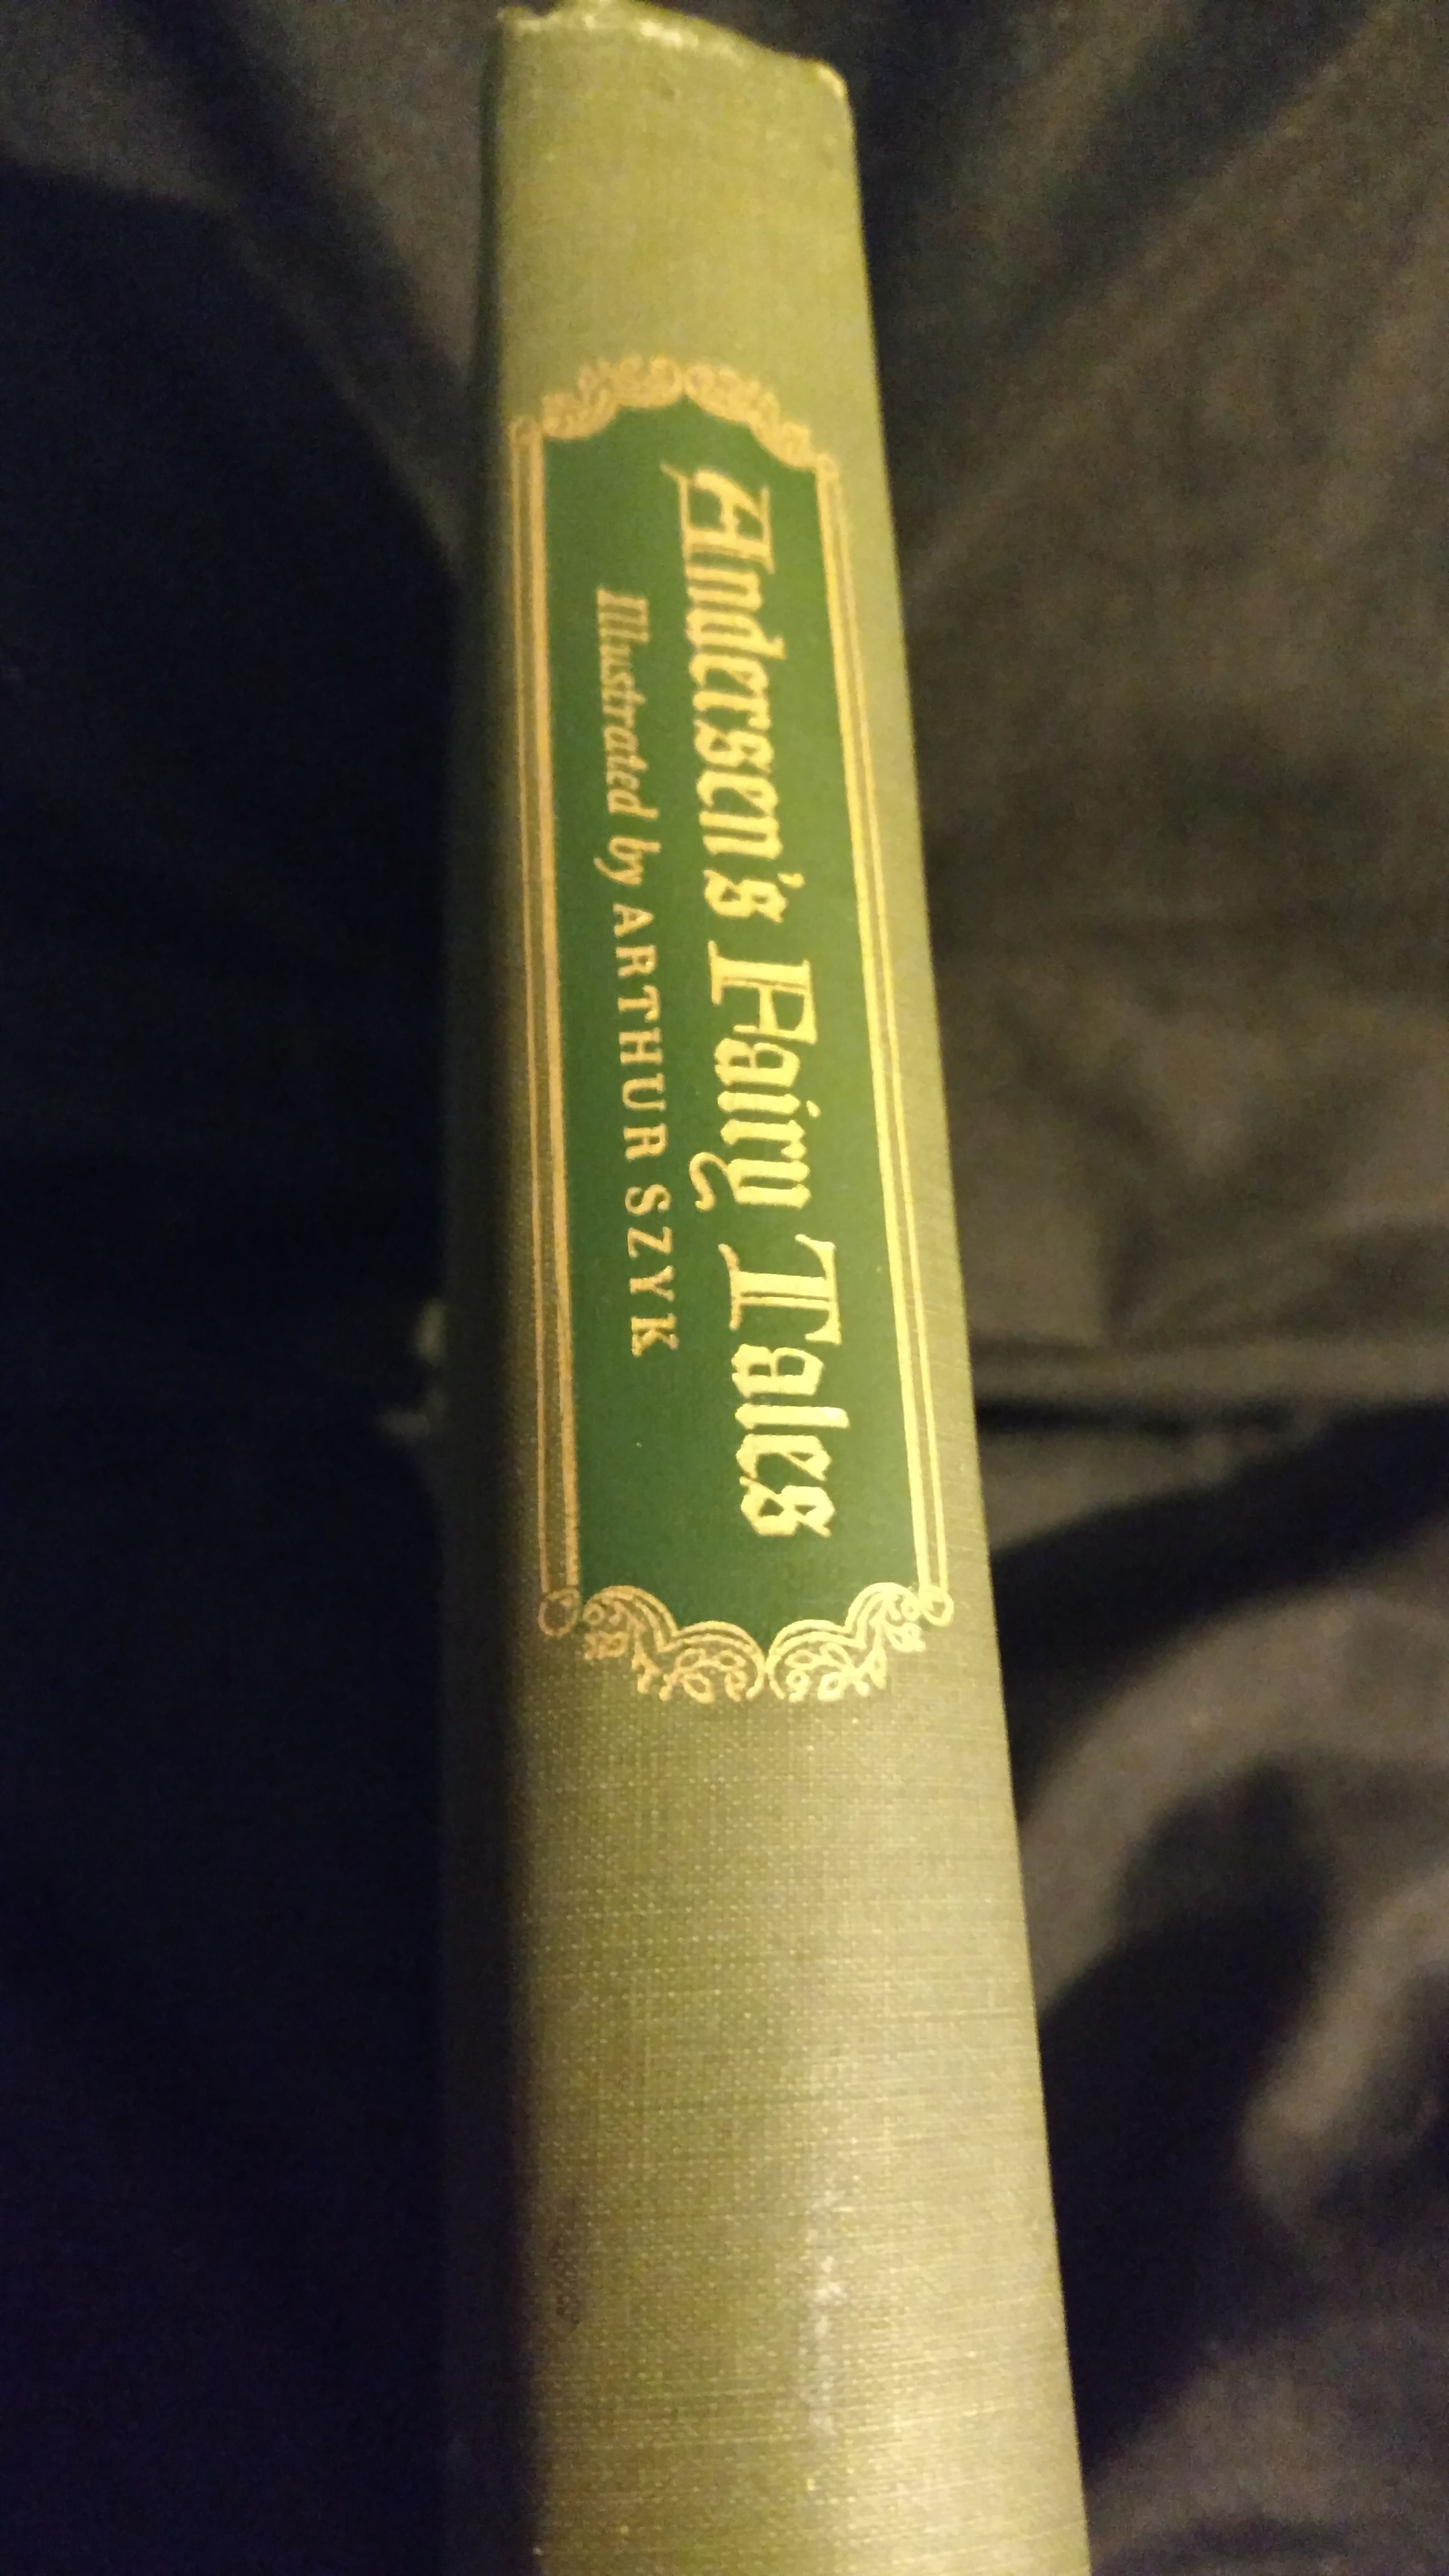 Andersen's Fairy Tales
Illustrated by ARTHUR SZYK